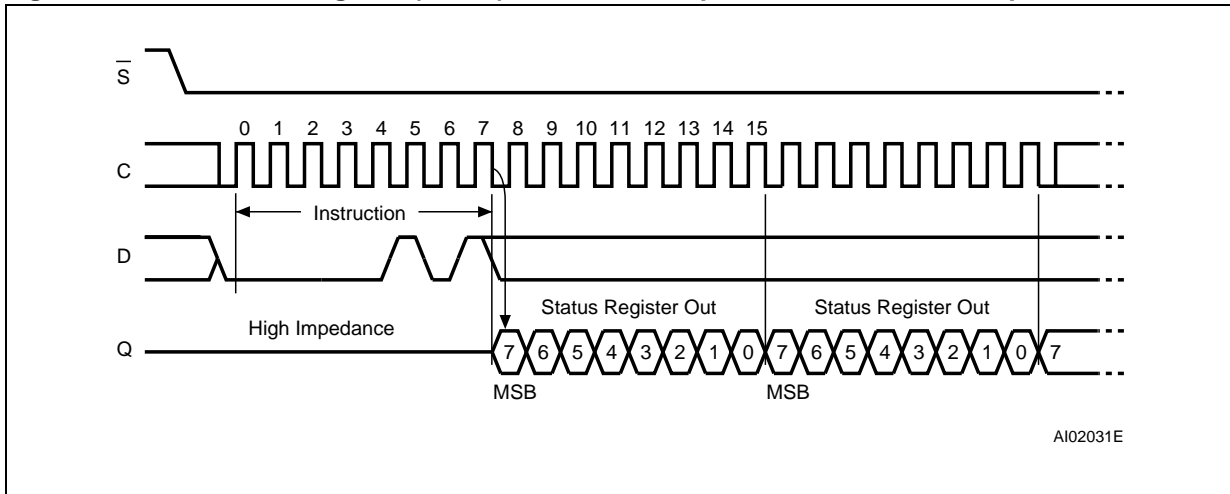 S
0 1 2 3 4 5 6 7 8 9 10 11 12 13 14 15
C
Instruction
D
Status Register Out Status Register Out
High Impedance
Q 7 6 5 4 3 2 1 0 7 6 5 4 3 2 1 0 7
MSB MSB
AI02031E